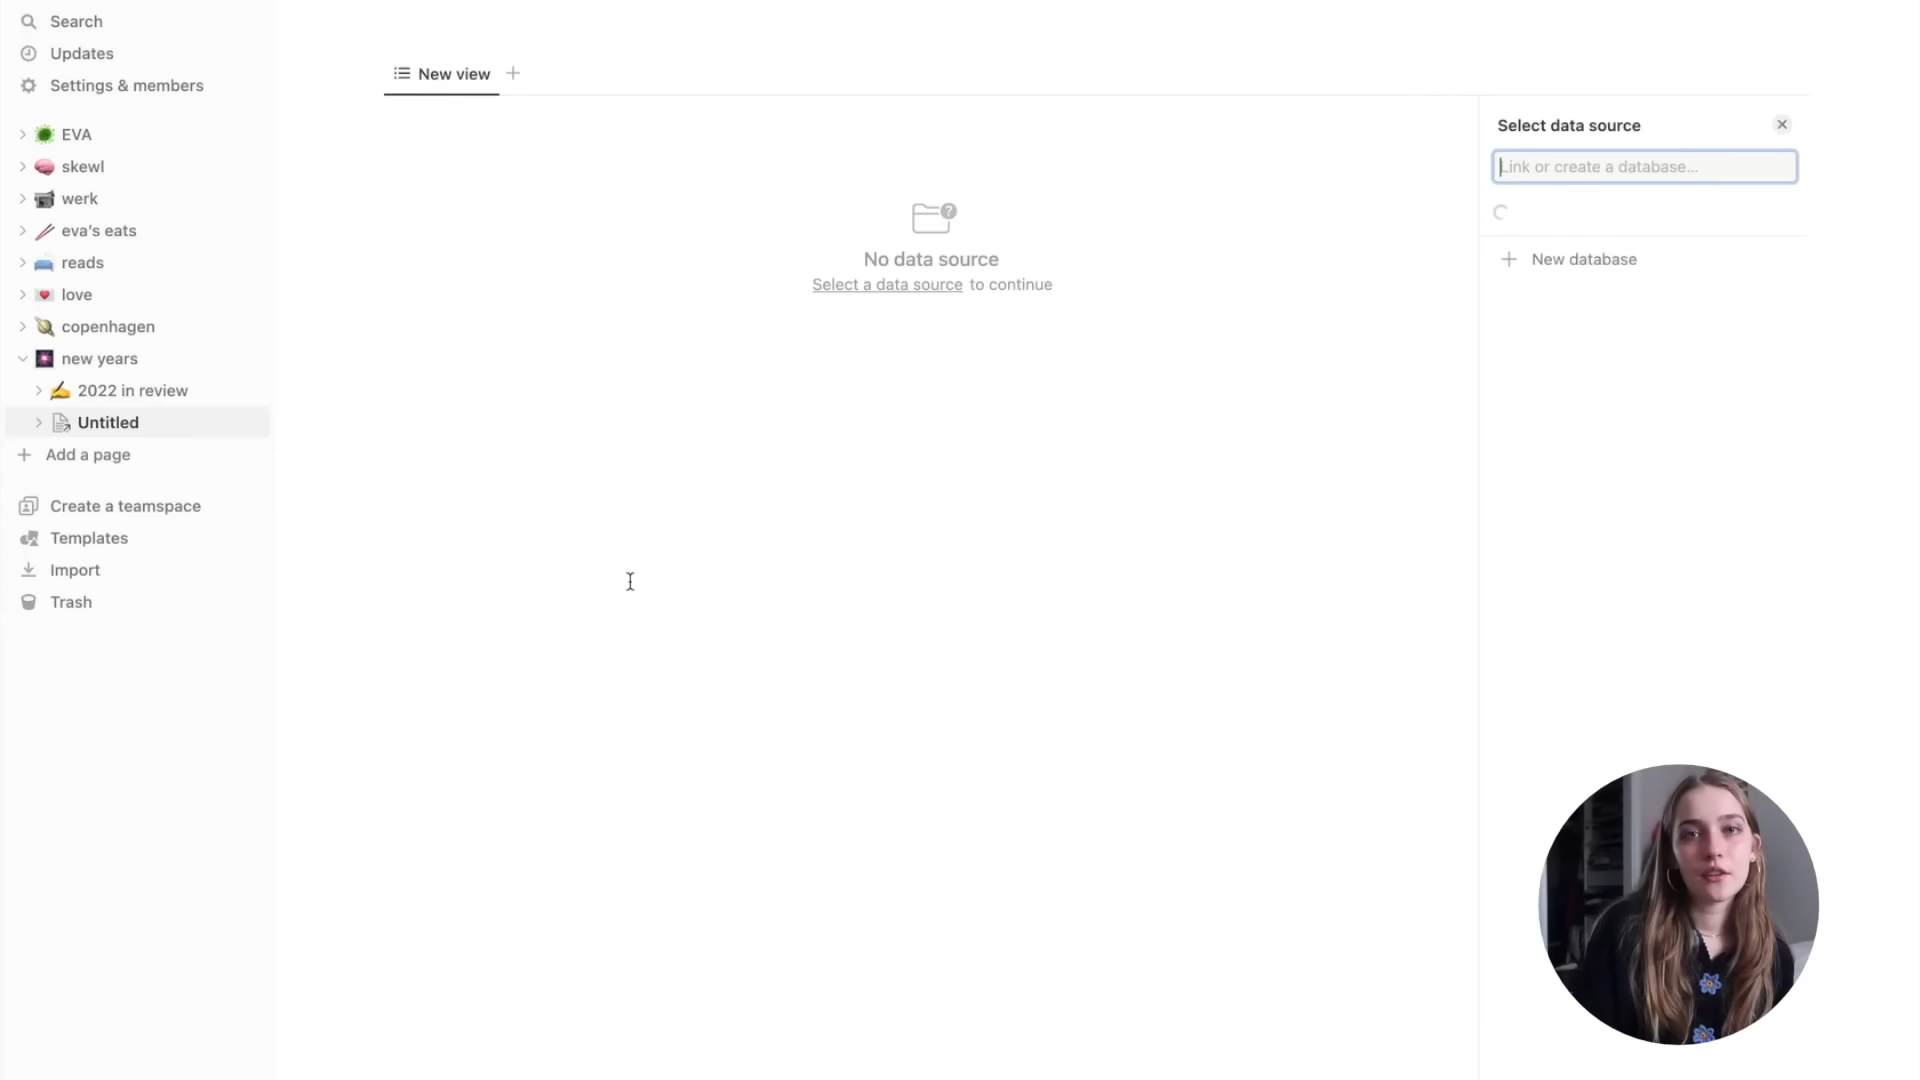 Search
Updates
Settings & members
EVA
skewl
werk
eva's eats
reads
love
copenhagen
new years
2022 in review
Untitled
Add a page
Create a teamspace
Templates
Import
Trash
New view
No data source
Select a data source to continue
Select data source
Link or create a database...
New database